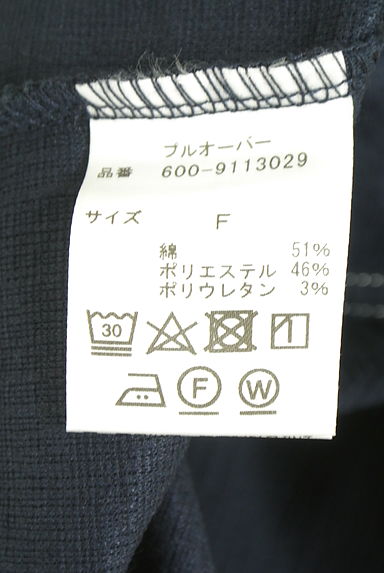 プルオーバー
品番 600-9113029
サイズ F
綿 51%
ポリエステル 46%
ポリウレタン 3%
30
F W